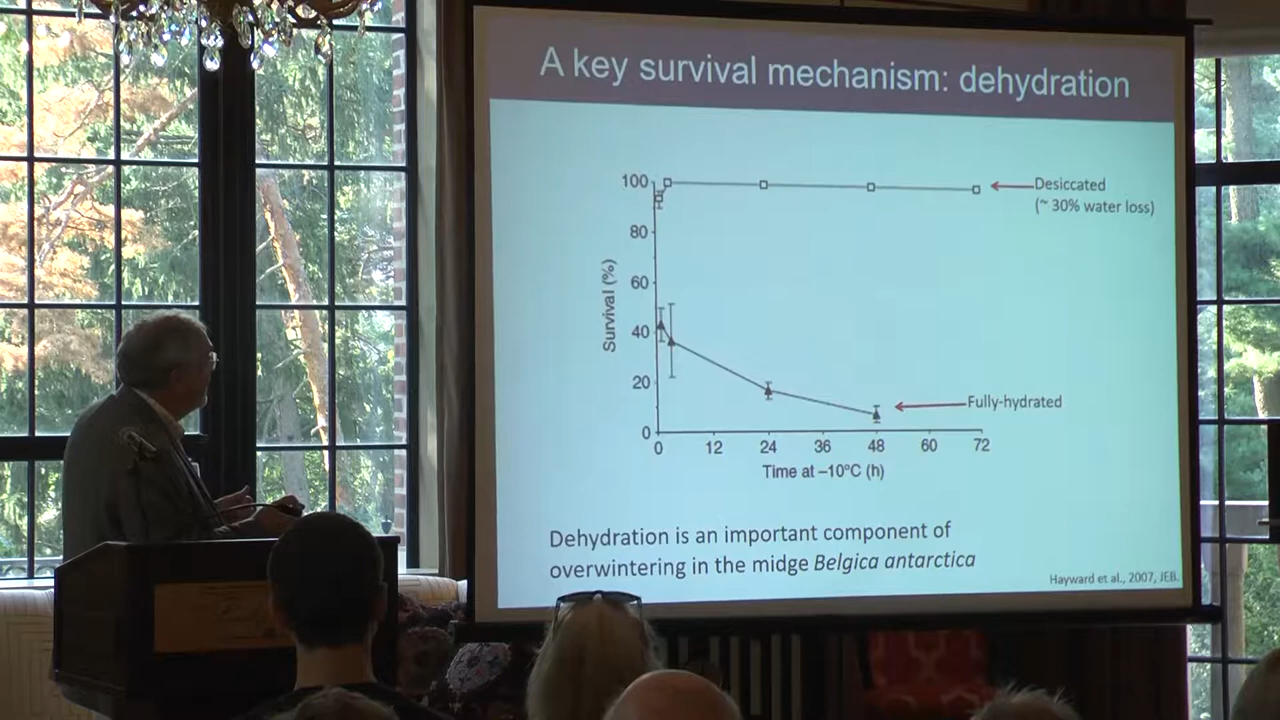 A key survival mechanism: dehydration
100
80
60
40
20
0
Survival (%)
0 12 24 36 48 60 72
Time at –10ºC (h)
Desiccated
(~ 30% water loss)
Fully-hydrated
Dehydration is an important component of
overwintering in the midge Belgica antarctica
Hayward et al., 2007, JEB.